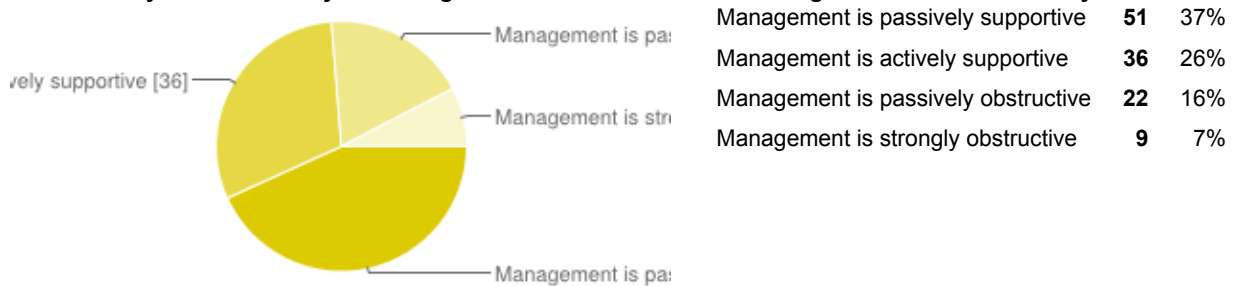 Management is pas
vely supportive [36]
Management is stro
Management is pas
Management is passively supportive 51 37%
Management is actively supportive 36 26%
Management is passively obstructive 22 16%
Management is strongly obstructive 9 7%